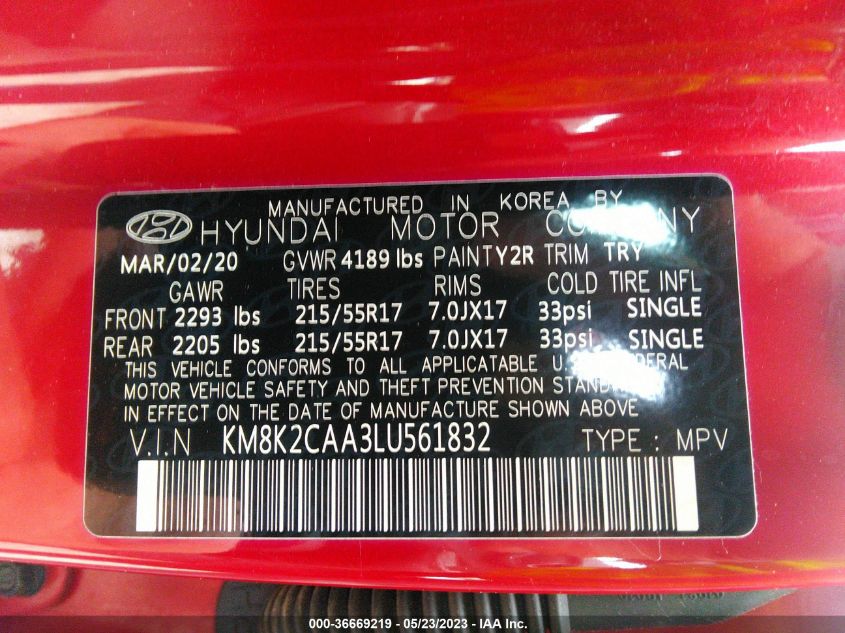 MANUFACTURED IN KOREA BY
HYUNDAI MOTOR COMPANY
MAR/02/20 GVWR 4189 lbs PAINT Y2R TRIM TRY
GAWR TIRES RIMS COLD TIRE INFL
FRONT 2293 lbs 215/55R17 7.0JX17 33psi SINGLE
REAR 2205 lbs 215/55R17 7.0JX17 33psi SINGLE
THIS VEHICLE CONFORMS TO ALL APPLICATABLE U.S. FEDERAL
MOTOR VEHICLE SAFETY AND THEFT PREVENTION STANDARDS
IN EFFECT ON THE DATE OF MANUFACTURE SHOWN ABOVE
V.I.N KM8K2CAA3LU561832 TYPE : MPV
000-36669219 - 05/23/2023 - IAA Inc.